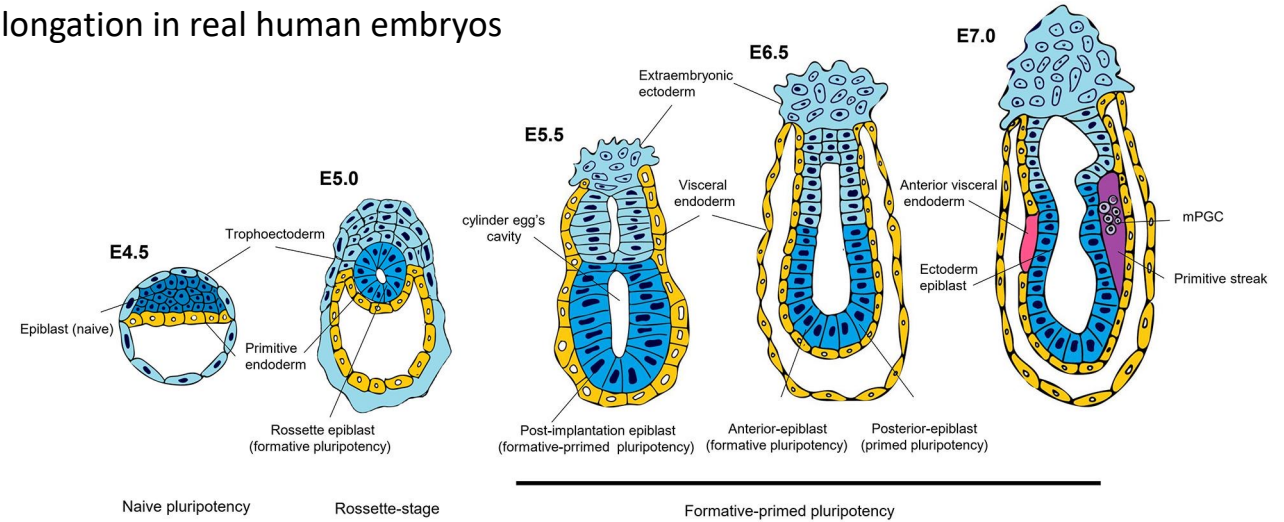 longation in real human embryos
E4.5
Epiblast (naive)
Trophoectoderm
Primitive
endoderm
E5.0
Rossette epiblast
(formative pluripotency)
E5.5
Extraembryonic
ectoderm
cylinder egg's
cavity
Visceral
endoderm
Post-implantation epiblast
(formative-prrimed pluripotency)
E6.5
Anterior-epiblast
(formative pluripotency)
Posterior-epiblast
(primed pluripotency)
E7.0
Anterior visceral
endoderm
Ectoderm
epiblast
mPGC
Primitive streak
Naive pluripotency
Rossette-stage
Formative-primed pluripotency